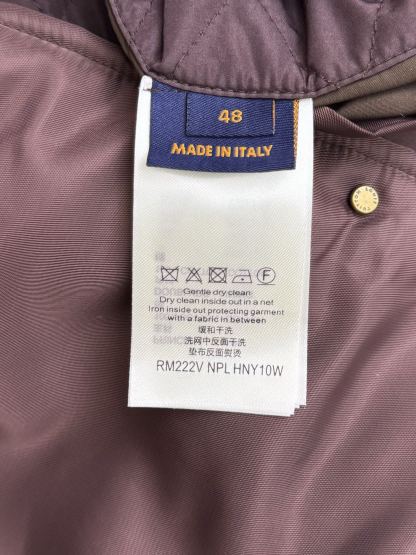 48
MADE IN ITALY
LOUIS
VUITTON
F
Gentle dry clean
Dry clean inside out in a net
Iron inside out protecting garment
with a fabric in between
缓和干洗
洗网中反面干洗
垫布反面熨烫
RM222V NPL HNY10W